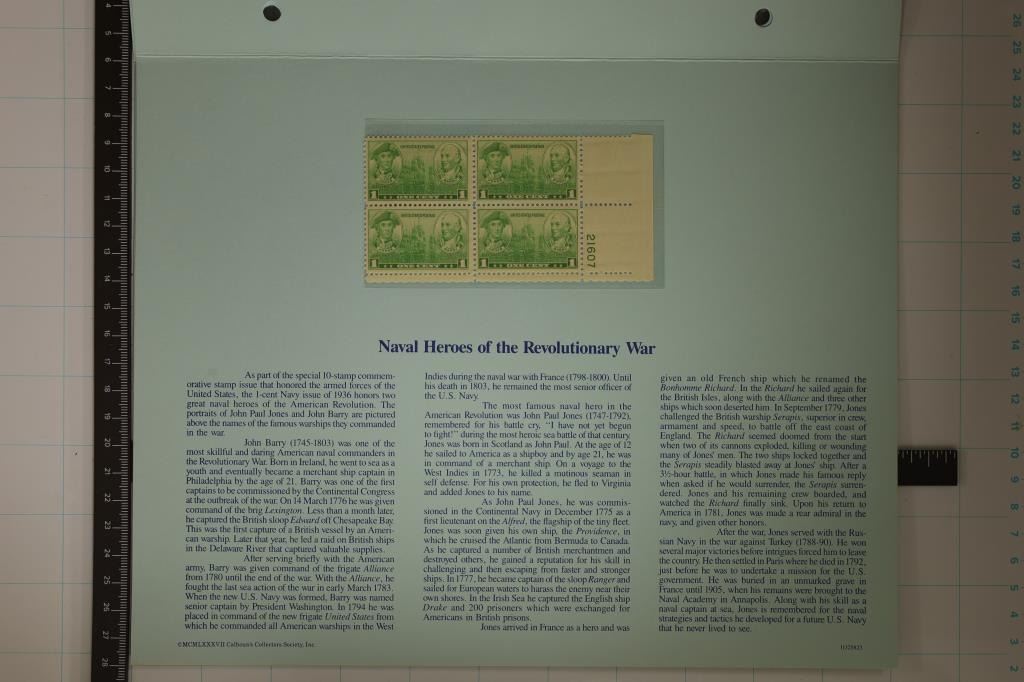 UNITED STATES POSTAGE
UNITED STATES POSTAGE
1 ONE CENT 1
1 ONE CENT 1
UNITED STATES POSTAGE
UNITED STATES POSTAGE
1 ONE CENT 1
1 ONE CENT 1
21607
Naval Heroes of the Revolutionary War
As part of the special 10-stamp commem-
orative stamp issue that honored the armed forces of the
United States, the 1-cent Navy issue of 1936 honors two
great naval heroes of the American Revolution. The
portraits of John Paul Jones and John Barry are pictured
above the names of the famous warships they commanded
in the war.
John Barry (1745-1803) was one of the
most skillful and daring American naval commanders in
the Revolutionary War. Born in Ireland, he went to sea as a
youth and eventually became a merchant ship captain in
Philadelphia by the age of 21. Barry was one of the first
captains to be commissioned by the Continental Congress
at the outbreak of the war. On 14 March 1776 he was given
command of the brig Lexington. Less than a month later,
he captured the British sloop Edward off Chesapeake Bay.
This was the first capture of a British vessel by an Ameri-
can warship. Later that year, he led a raid on British ships
in the Delaware River that captured valuable supplies.
After serving briefly with the American
army, Barry was given command of the frigate Alliance
from 1780 until the end of the war. With the Alliance, he
fought the last sea action of the war in early March 1783.
When the new U.S. Navy was formed, Barry was named
senior captain by President Washington. In 1794 he was
placed in command of the new frigate United States from
which he commanded all American warships in the West
Indies during the naval war with France (1798-1800). Until
his death in 1803, he remained the most senior officer of
the U.S. Navy.
The most famous naval hero in the
American Revolution was John Paul Jones (1747-1792),
remembered for his battle cry, “I have not yet begun
to fight!” during the most heroic sea battle of that century.
Jones was born in Scotland as John Paul. At the age of 12
he sailed to America as a shipboy and by age 21, he was
in command of a merchant ship. On a voyage to the
West Indies in 1773, he killed a mutinous seaman in
self defense. For his own protection, he fled to Virginia
and added Jones to his name.
As John Paul Jones, he was commis-
sioned in the Continental Navy in December 1775 as a
first lieutenant on the Alfred, the flagship of the tiny fleet.
Jones was soon given his own ship, the Providence, in
which he cruised the Atlantic from Bermuda to Canada.
As he captured a number of British merchantmen and
destroyed others, he gained a reputation for his skill in
challenging and then escaping from faster and stronger
ships. In 1777, he became captain of the sloop Ranger and
sailed for European waters to harass the enemy near their
own shores. In the Irish Sea he captured the English ship
Drake and 200 prisoners which were exchanged for
Americans in British prisons.
Jones arrived in France as a hero and was
given an old French ship which he renamed the
Bonhomme Richard. In the Richard he sailed again for
the British Isles, along with the Alliance and three other
ships which soon deserted him. In September 1779, Jones
challenged the British warship Serapis, superior in crew,
armament and speed, to battle off the east coast of
England. The Richard seemed doomed from the start
when two of its cannons exploded, killing or wounding
many of Jones' men. The two ships locked together and
the Serapis steadily blasted away at Jones' ship. After a
3½-hour battle, in which Jones made his famous reply
when asked if he would surrender, the Serapis surren-
dered. Jones and his remaining crew boarded, and
watched the Richard finally sink. Upon his return to
America in 1781, Jones was made a rear admiral in the
navy, and given other honors.
After the war, Jones served with the Rus-
sian Navy in the war against Turkey (1788-90). He won
several major victories before intrigues forced him to leave
the country. He then settled in Paris where he died in 1792,
just before he was to undertake a mission for the U.S.
government. He was buried in an unmarked grave in
France until 1905, when his remains were brought to the
Naval Academy in Annapolis. Along with his skill as a
naval captain at sea, Jones is remembered for the naval
strategies and tactics he developed for a future U.S. Navy
that he never lived to see.
©MCMLXXXVII Calhoun's Collectors Society, Inc.